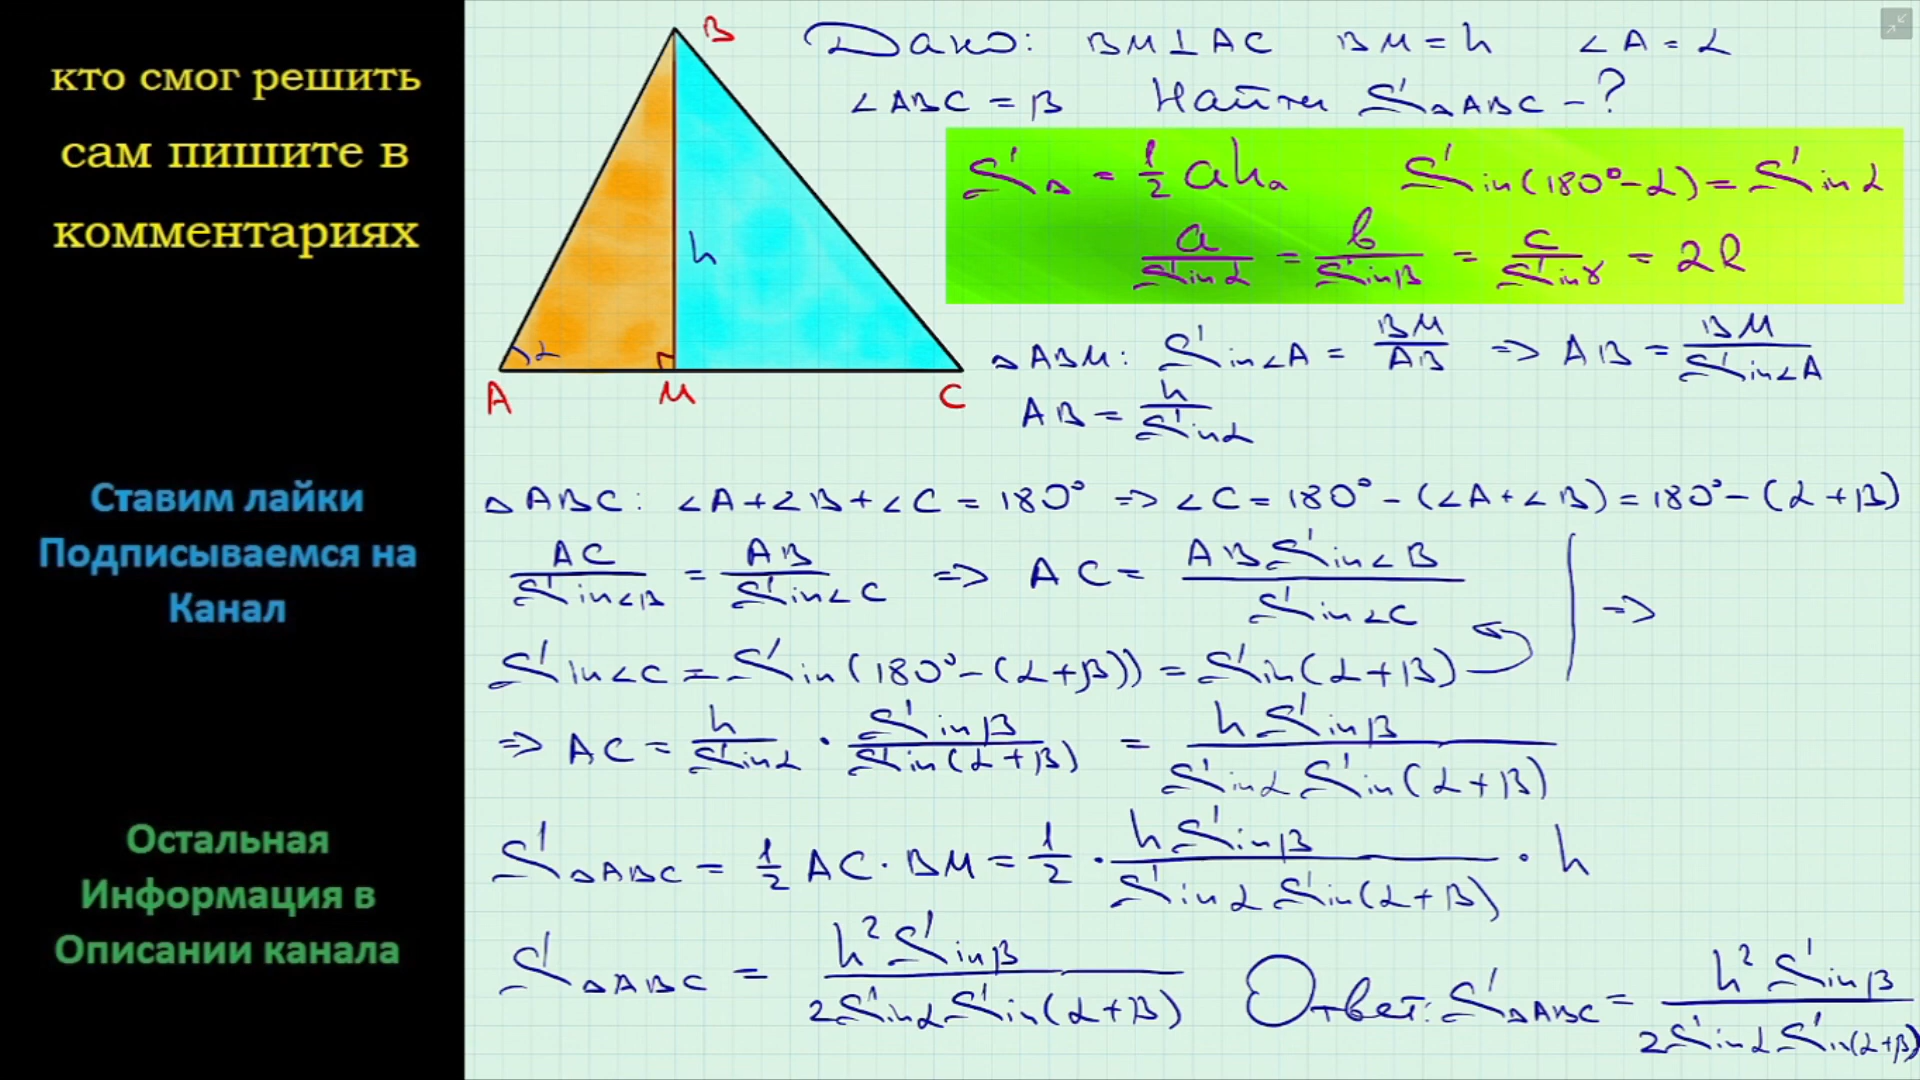 кто смог решить
сам пишите в
комментариях
Ставим лайки
Подписываемся на
Канал
Остальная
Информация в
Описании канала
B
h
α
A M C
Дано: BM⊥AC BM = h ∠A = α
∠ABC = β Найти S△ABC - ?
S△ = 1/2 ahₐ Sin(180° - α) = Sin α
a/Sin α = b/Sin β = c/Sin γ = 2R
△ABM: Sin∠A = BM/AB => AB = BM/Sin∠A
AB = h/Sin α
△ABC: ∠A + ∠B + ∠C = 180° => ∠C = 180° - (∠A + ∠B) = 180° - (α + β)
AC/Sin∠B = AB/Sin∠C => AC = AB Sin∠B/Sin∠C | =>
Sin∠C = Sin(180° - (α + β)) = Sin(α + β)
=> AC = h/Sin α · Sin β/Sin(α + β) = h Sin β/Sin α Sin(α + β)
S△ABC = 1/2 AC · BM = 1/2 · h Sin β/Sin α Sin(α + β) · h
S△ABC = h² Sin β/2 Sin α Sin(α + β) Ответ: S△ABC = h² Sin β/2 Sin α Sin(α + β)